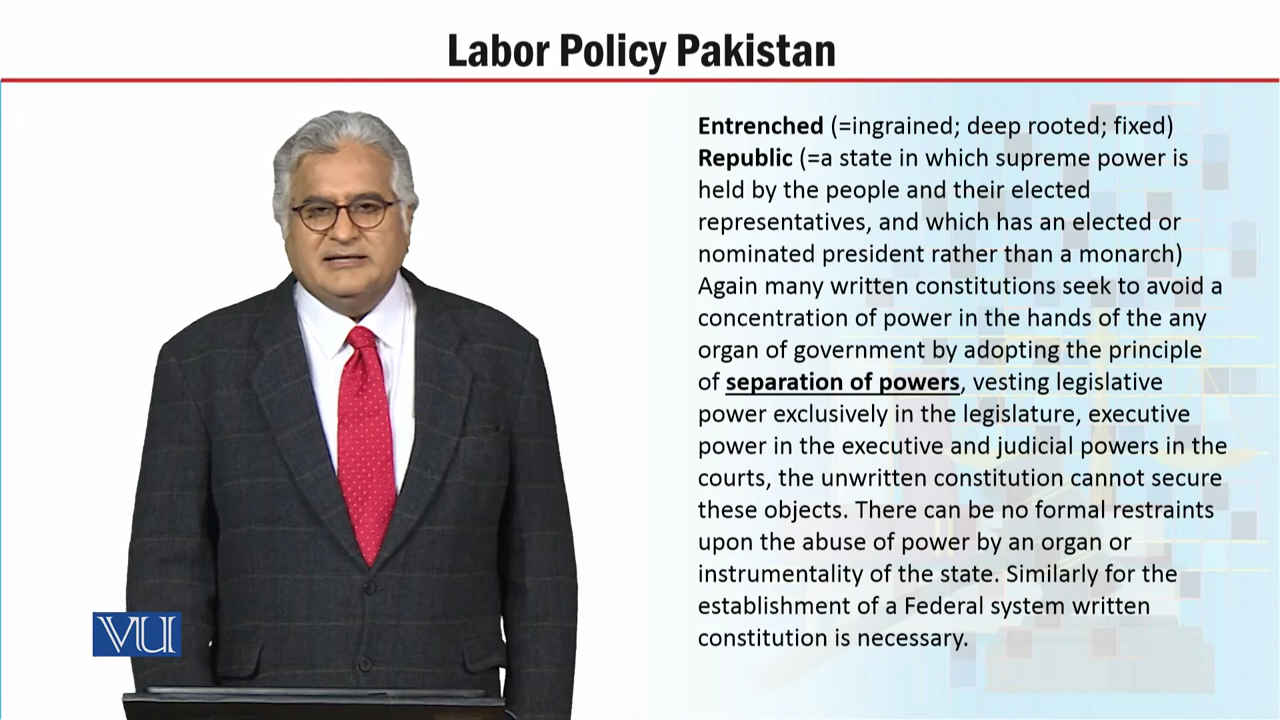 Labor Policy Pakistan
Entrenched (=ingrained; deep rooted; fixed)
Republic (=a state in which supreme power is
held by the people and their elected
representatives, and which has an elected or
nominated president rather than a monarch)
Again many written constitutions seek to avoid a
concentration of power in the hands of the any
organ of government by adopting the principle
of separation of powers, vesting legislative
power exclusively in the legislature, executive
power in the executive and judicial powers in the
courts, the unwritten constitution cannot secure
these objects. There can be no formal restraints
upon the abuse of power by an organ or
instrumentality of the state. Similarly for the
establishment of a Federal system written
constitution is necessary.
VU